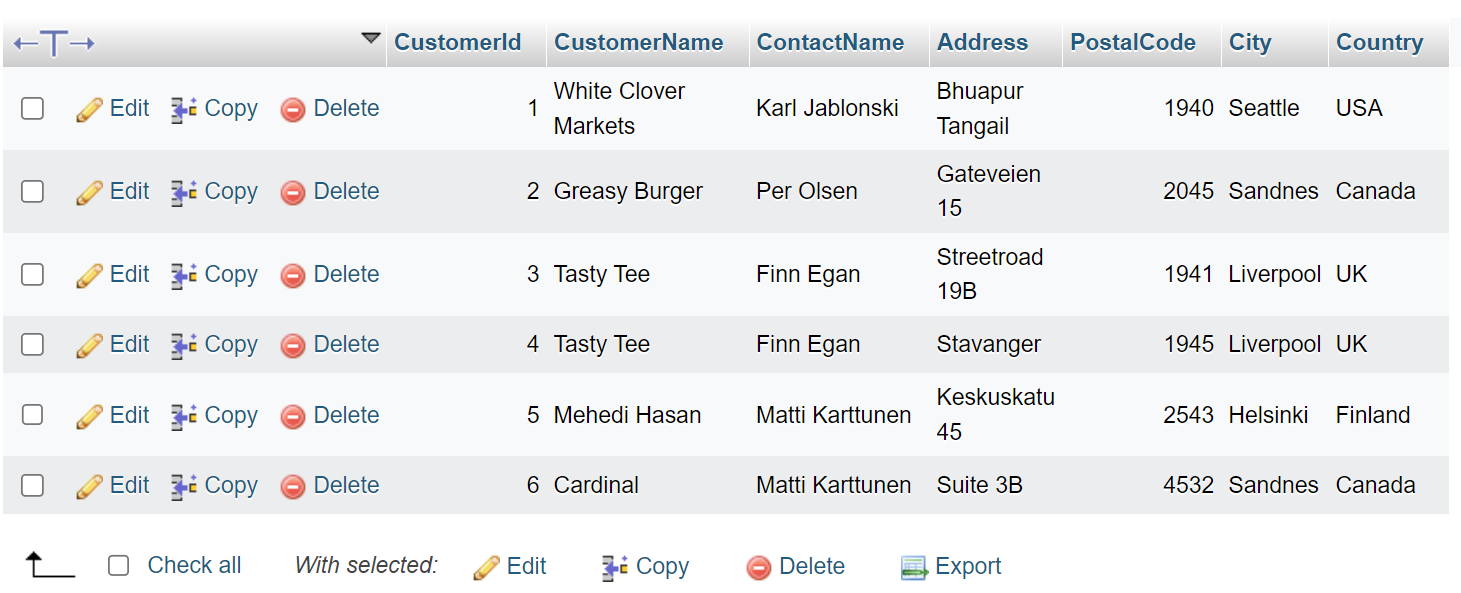 CustomerId CustomerName ContactName Address PostalCode City Country
Edit Copy Delete 1 White Clover Markets Karl Jablonski Bhuapur Tangail 1940 Seattle USA
Edit Copy Delete 2 Greasy Burger Per Olsen Gateveien 15 2045 Sandnes Canada
Edit Copy Delete 3 Tasty Tee Finn Egan Streetroad 19B 1941 Liverpool UK
Edit Copy Delete 4 Tasty Tee Finn Egan Stavanger 1945 Liverpool UK
Edit Copy Delete 5 Mehedi Hasan Matti Karttunen Keskuskatu 45 2543 Helsinki Finland
Edit Copy Delete 6 Cardinal Matti Karttunen Suite 3B 4532 Sandnes Canada
Check all With selected: Edit Copy Delete Export